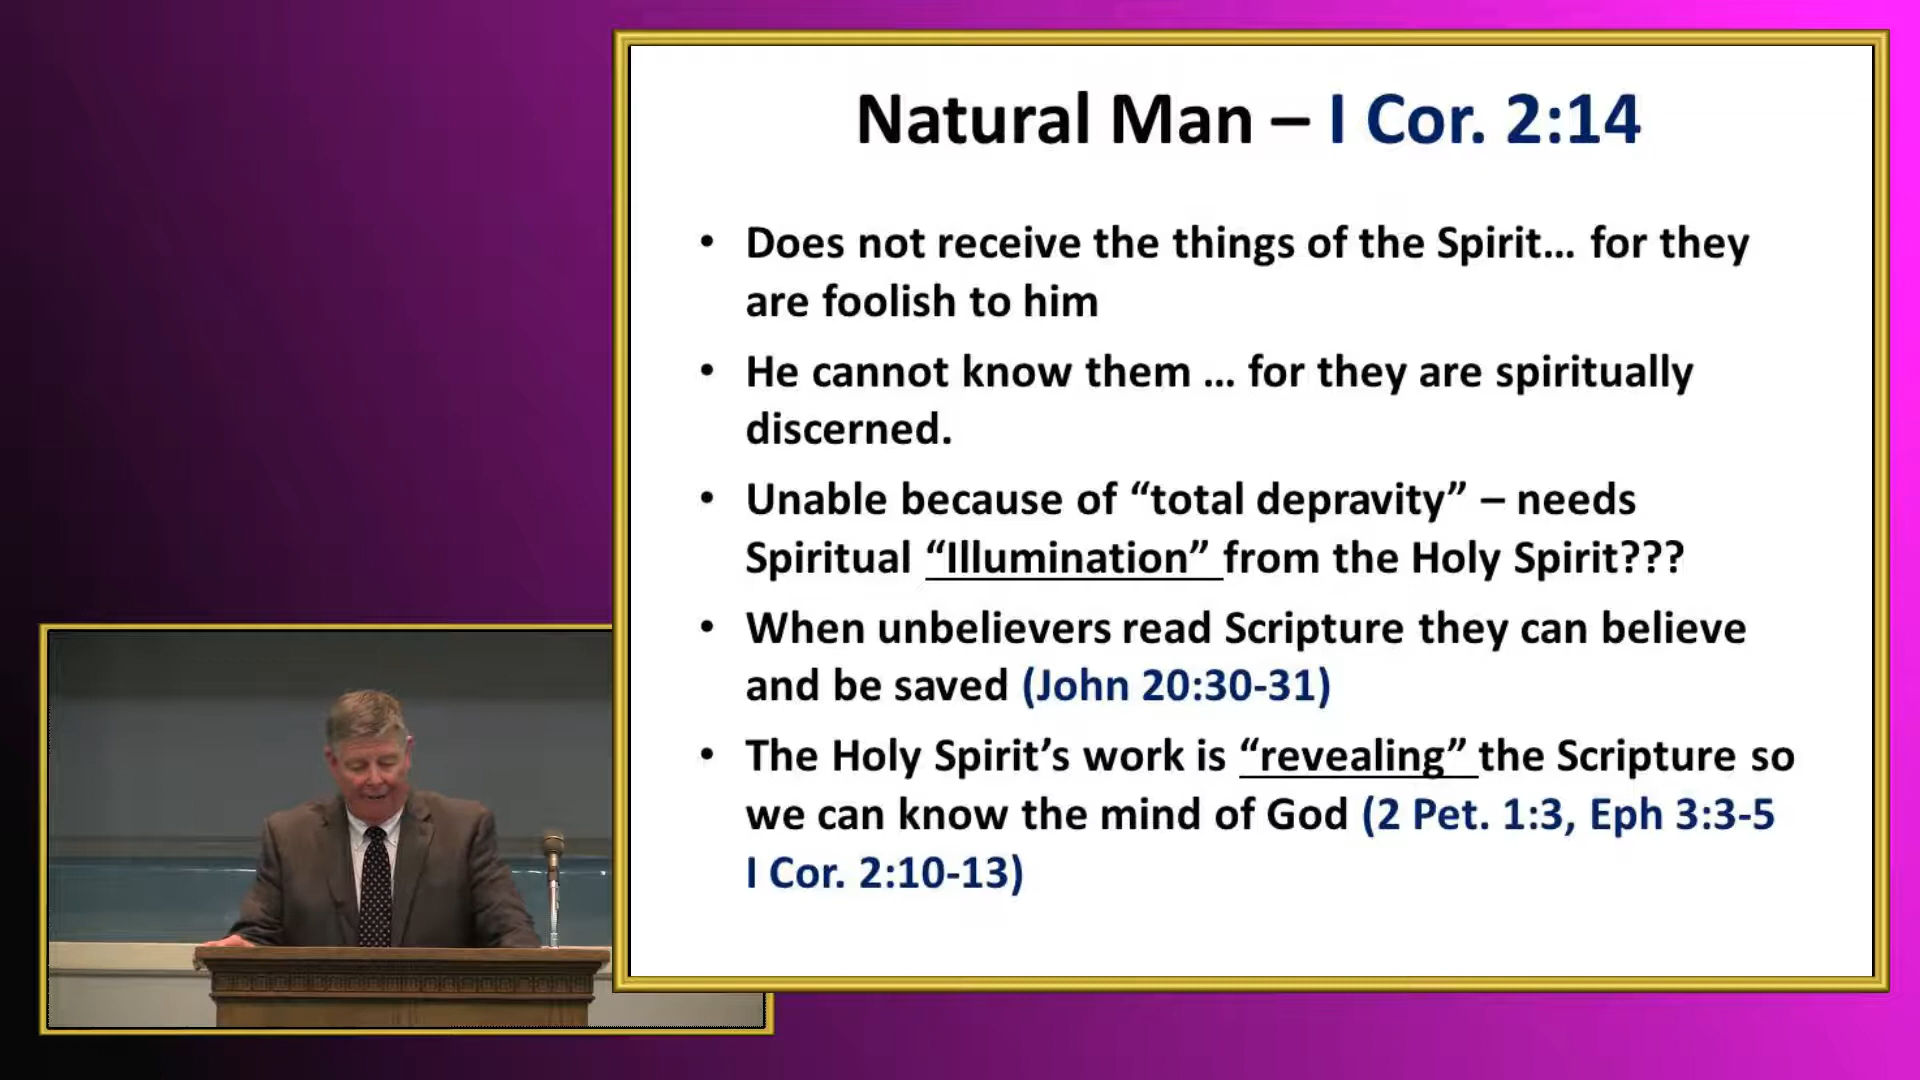 Natural Man – I Cor. 2:14
• Does not receive the things of the Spirit... for they
are foolish to him
• He cannot know them ... for they are spiritually
discerned.
• Unable because of “total depravity” – needs
Spiritual “Illumination” from the Holy Spirit???
• When unbelievers read Scripture they can believe
and be saved (John 20:30-31)
• The Holy Spirit’s work is “revealing” the Scripture so
we can know the mind of God (2 Pet. 1:3, Eph 3:3-5
I Cor. 2:10-13)